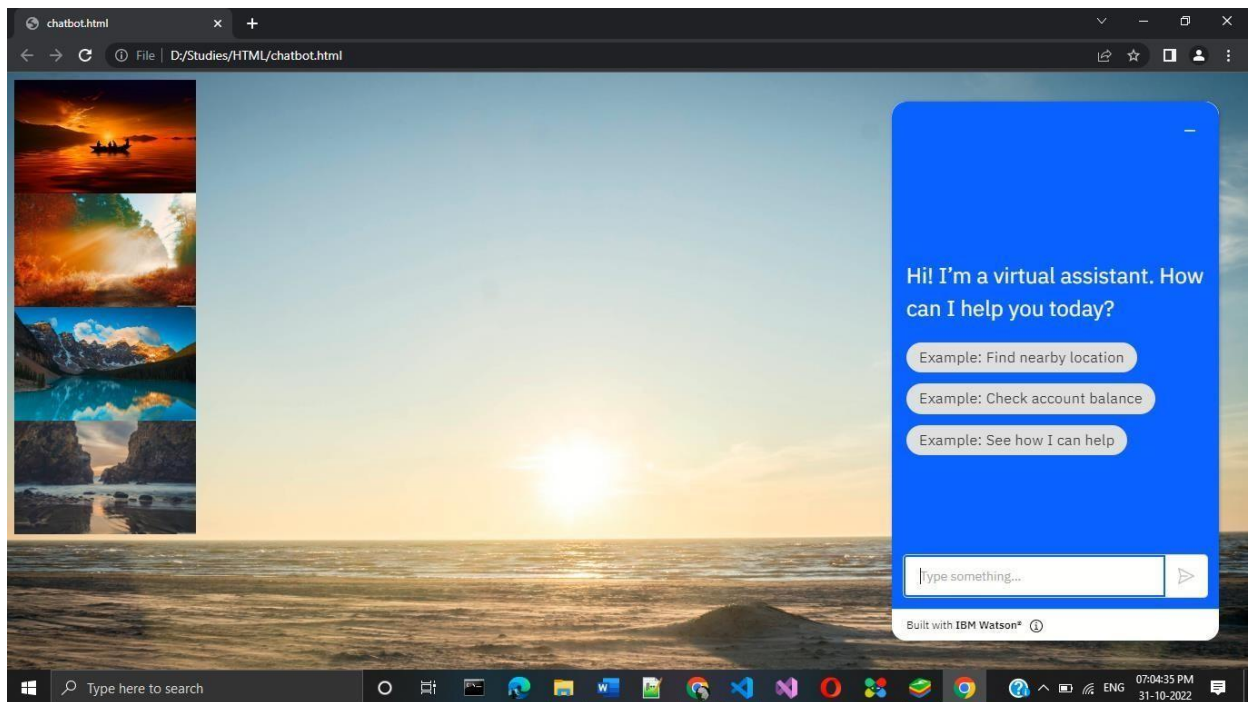 chatbot.html
File | D:/Studies/HTML/chatbot.html
Hi! I'm a virtual assistant. How
can I help you today?
Example: Find nearby location
Example: Check account balance
Example: See how I can help
Type something...
Built with IBM Watson®
Type here to search
ENG
07:04:35 PM
31-10-2022